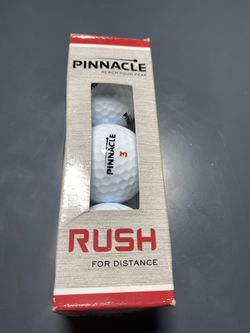 PINNACLE
REACH YOUR PEAK
PINNACLE
3
RUSH
FOR DISTANCE